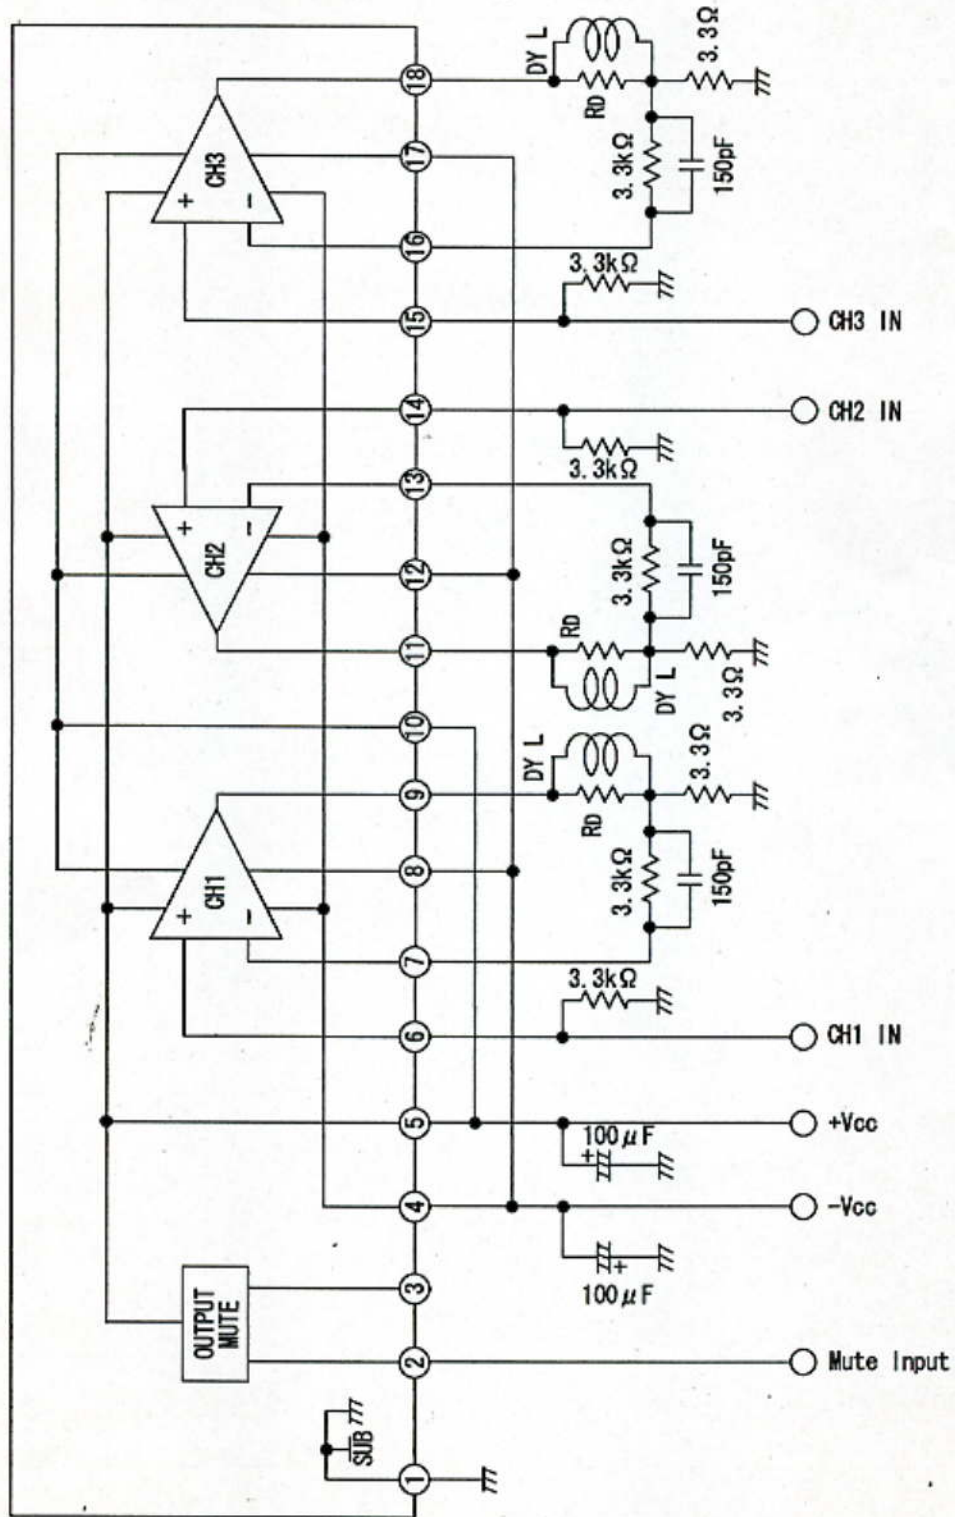 DY L
3.3Ω
18
RD
CH3
17
3.3kΩ
150pF
+
−
16
3.3kΩ
15
CH3 IN
14
CH2 IN
3.3kΩ
13
+
−
CH2
12
3.3kΩ
150pF
RD
11
DY L
3.3Ω
10
DY L
9
3.3Ω
RD
CH1
8
3.3kΩ
150pF
+
−
7
3.3kΩ
6
CH1 IN
5
100μF
+
+Vcc
4
-Vcc
+
100μF
3
OUTPUT
MUTE
2
Mute Input
SUB
1